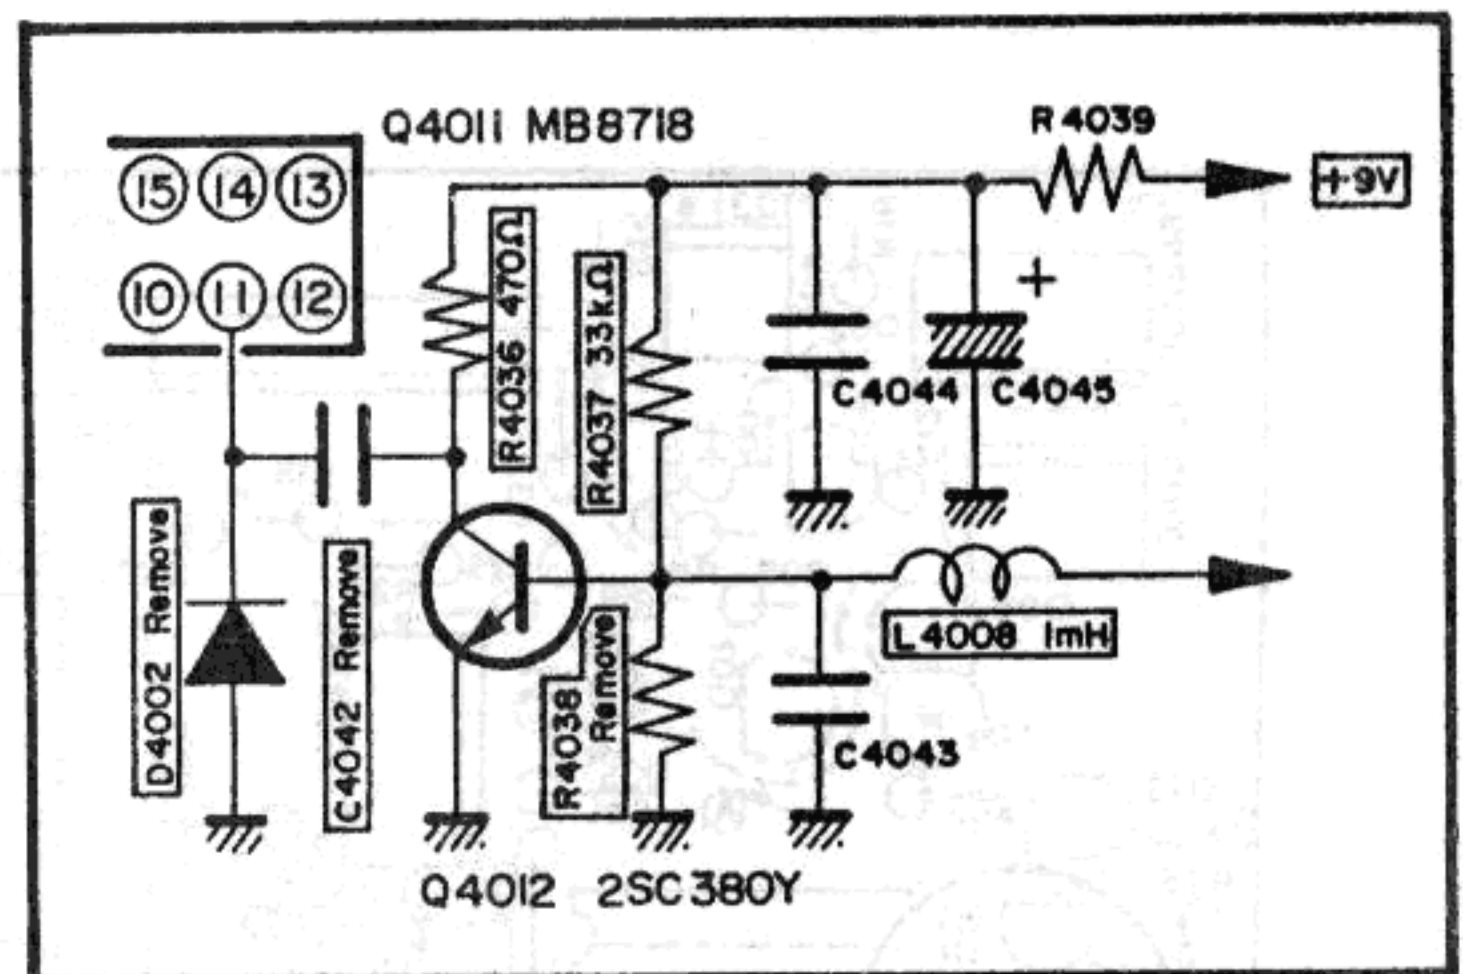 Q4011 MB8718
R4039
+9V
15 14 13
10 11 12
R4036 470Ω
R4037 33kΩ
+
C4044
C4045
D4002 Remove
C4042 Remove
R4038 Remove
L4008 1mH
C4043
Q4012 2SC380Y